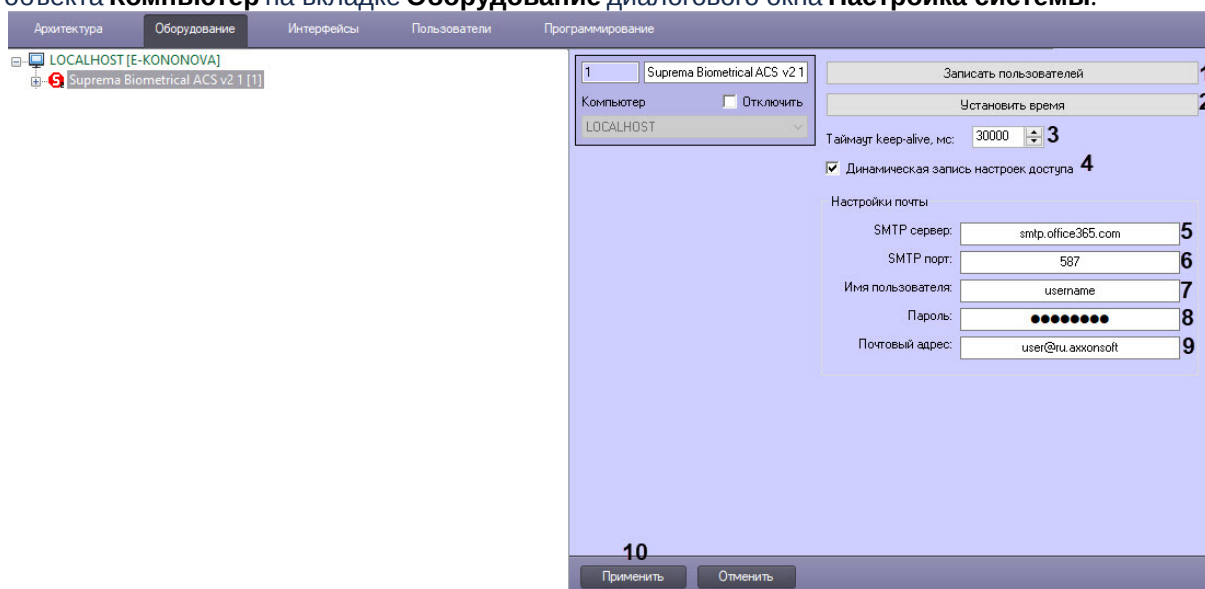 объекта Компьютер на вкладке Оборудование диалогового окна Настройка системы.
Архитектура Оборудование Интерфейсы Пользователи Программирование
LOCALHOST [E-KONONOVA]
Suprema Biometrical ACS v2 1 [1]
1 Suprema Biometrical ACS v2 1
Компьютер Отключить
LOCALHOST
Записать пользователей 1
Установить время 2
Таймаут keep-alive, мс: 30000 3
Динамическая запись настроек доступа 4
Настройки почты
SMTP сервер: smtp.office365.com 5
SMTP порт: 587 6
Имя пользователя: username 7
Пароль: ●●●●●●●● 8
Почтовый адрес: user@ru.axxonsoft 9
10
Применить Отменить